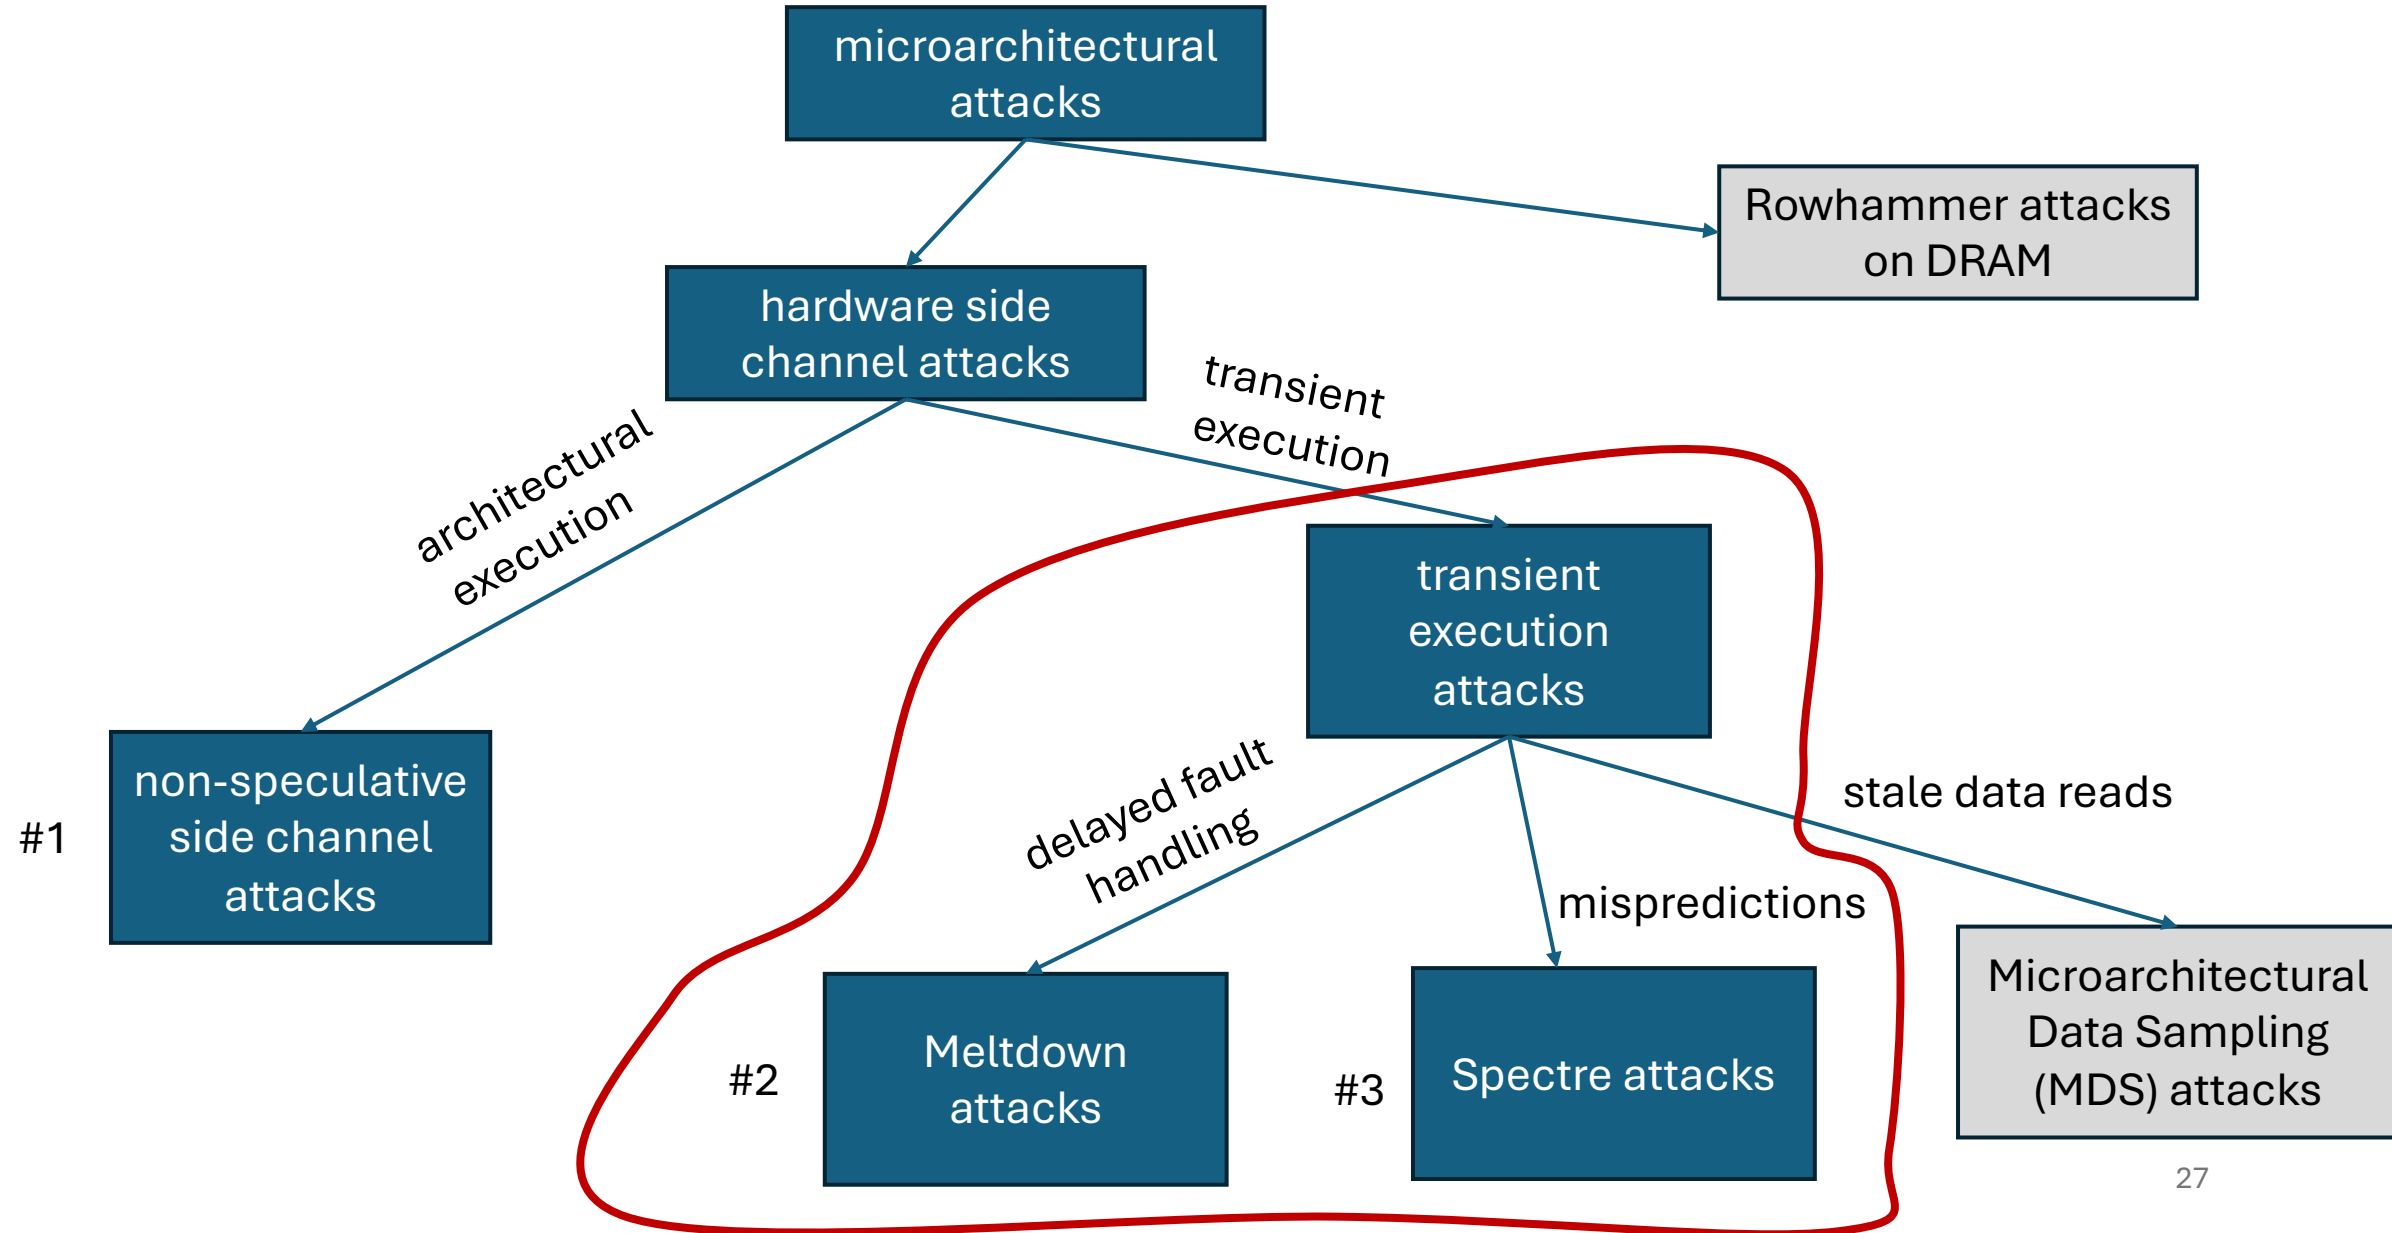 microarchitectural
attacks
Rowhammer attacks
on DRAM
hardware side
channel attacks
transient
execution
architectural
execution
transient
execution
attacks
non-speculative
side channel
attacks
#1
delayed fault
handling
stale data reads
mispredictions
Meltdown
attacks
#2
Spectre attacks
#3
Microarchitectural
Data Sampling
(MDS) attacks
27